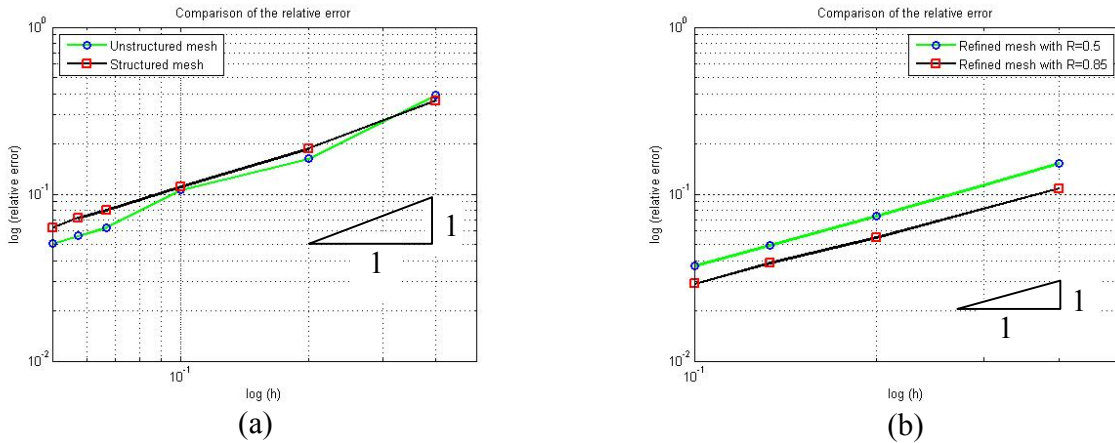 Comparison of the relative error
10^0
Unstructured mesh
Structured mesh
log (relative error)
10^-1
1
1
10^-2
10^-1
log (h)
(a)
Comparison of the relative error
10^0
Refined mesh with R=0.5
Refined mesh with R=0.85
log (relative error)
10^-1
1
1
10^-2
10^-1
log (h)
(b)